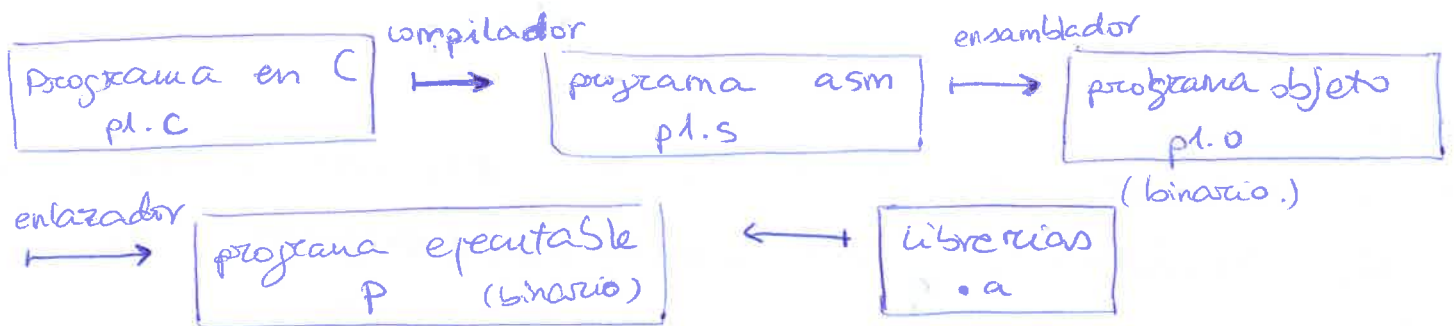 compilador
ensamblador
Programa en C
programa asm
programa objeto
p1.c
p1.s
p1.o
(binario.)
enlazador
programa ejecutable
librerias
p (binario)
.a